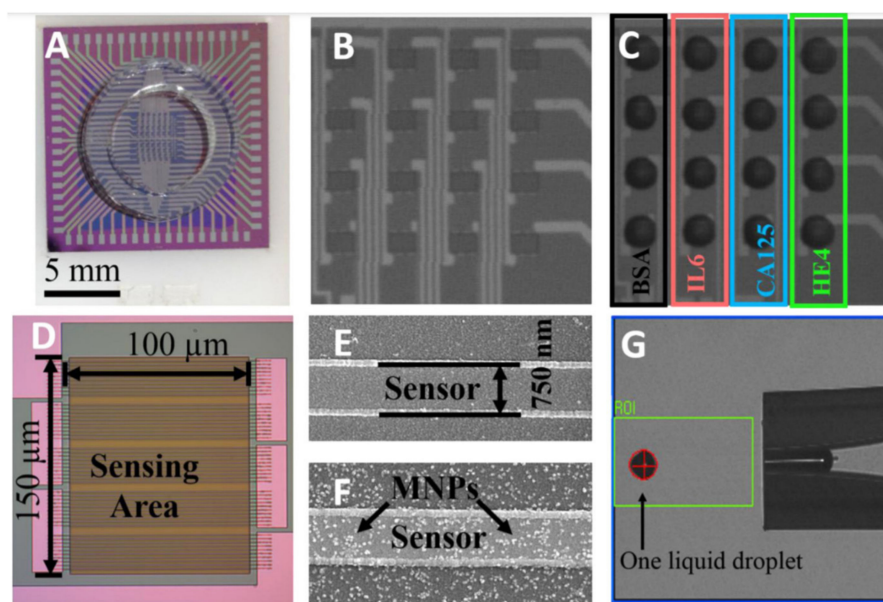 A
5 mm
B
C
BSA
IL6
CA125
HE4
D
100 µm
150 µm
Sensing
Area
E
Sensor
750 nm
F
MNPs
Sensor
G
ROI
One liquid droplet